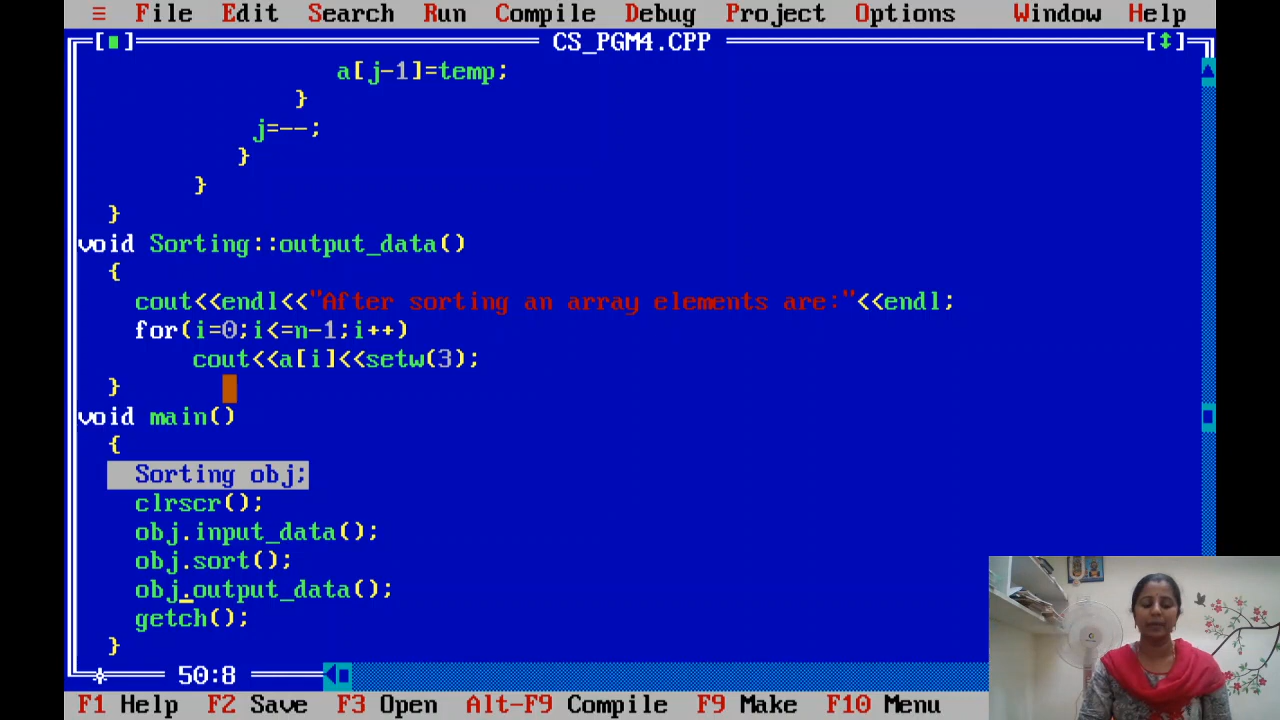 ≡ File Edit Search Run Compile Debug Project Options Window Help
CS_PGM4.CPP
a[j-1]=temp;
}
j=--;
}
}
}
void Sorting::output_data()
{
cout<<endl<<"After sorting an array elements are:"<<endl;
for(i=0;i<=n-1;i++)
cout<<a[i]<<setw(3);
}
void main()
{
Sorting obj;
clrscr();
obj.input_data();
obj.sort();
obj.output_data();
getch();
}
50:8
F1 Help F2 Save F3 Open Alt-F9 Compile F9 Make F10 Menu